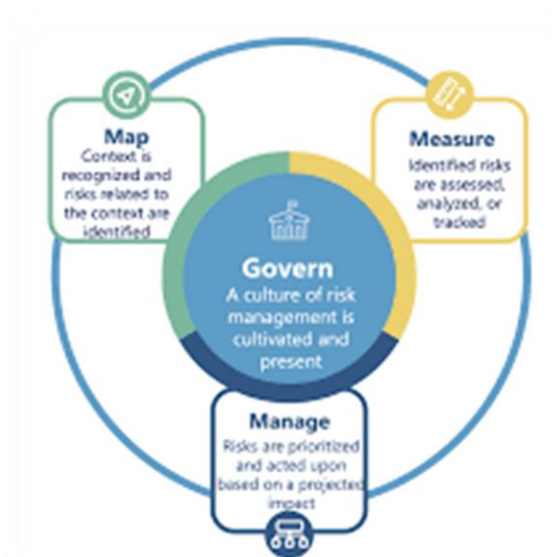 Map
Context is
recognized and
risks related to
the context are
identified
Measure
Identified risks
are assessed,
analyzed, or
tracked
Govern
A culture of risk
management is
cultivated and
present
Manage
Risks are prioritized
and acted upon
based on a projected
impact